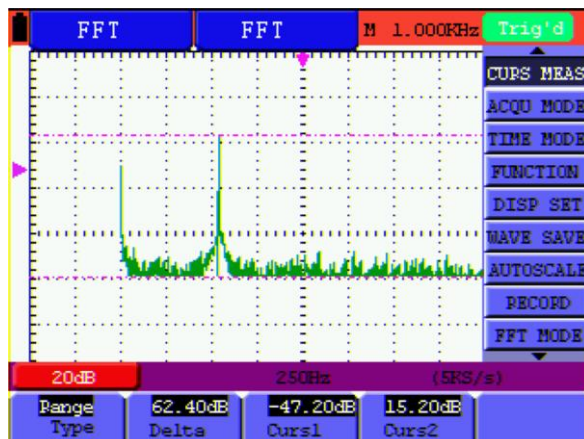 FFT FFT M 1.000KHz Trig'd
CURS MEAS
ACQU MODE
TIME MODE
FUNCTION
DISP SET
WAVE SAVE
AUTOSCALE
RECORD
FFT MODE
20dB 250Hz (5KS/s)
Range 62.40dB -47.20dB 15.20dB
Type Delta Curs1 Curs2